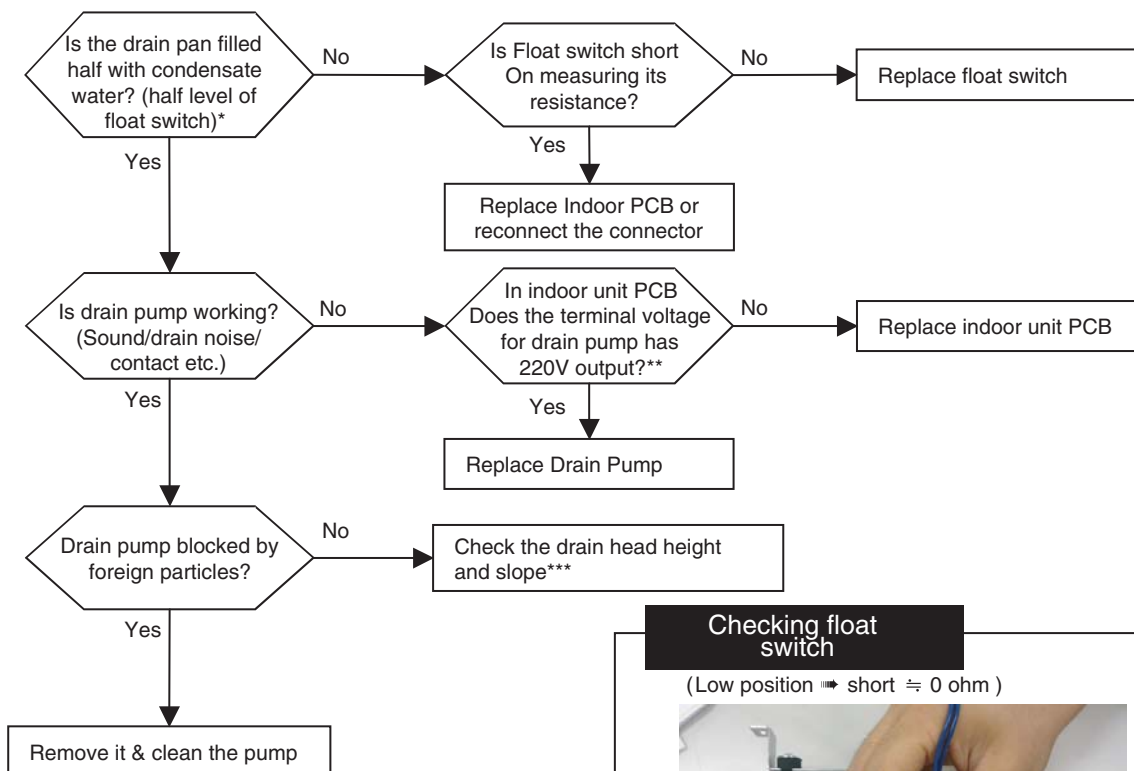 Is the drain pan filled
half with condensate
water? (half level of
float switch)*
No
Is Float switch short
On measuring its
resistance?
No
Replace float switch
Yes
Yes
Replace Indoor PCB or
reconnect the connector
Is drain pump working?
(Sound/drain noise/
contact etc.)
No
In indoor unit PCB
Does the terminal voltage
for drain pump has
220V output?**
No
Replace indoor unit PCB
Yes
Yes
Replace Drain Pump
Drain pump blocked by
foreign particles?
No
Check the drain head height
and slope***
Yes
Remove it & clean the pump
Checking float
switch
(Low position ➠ short ≒ 0 ohm )